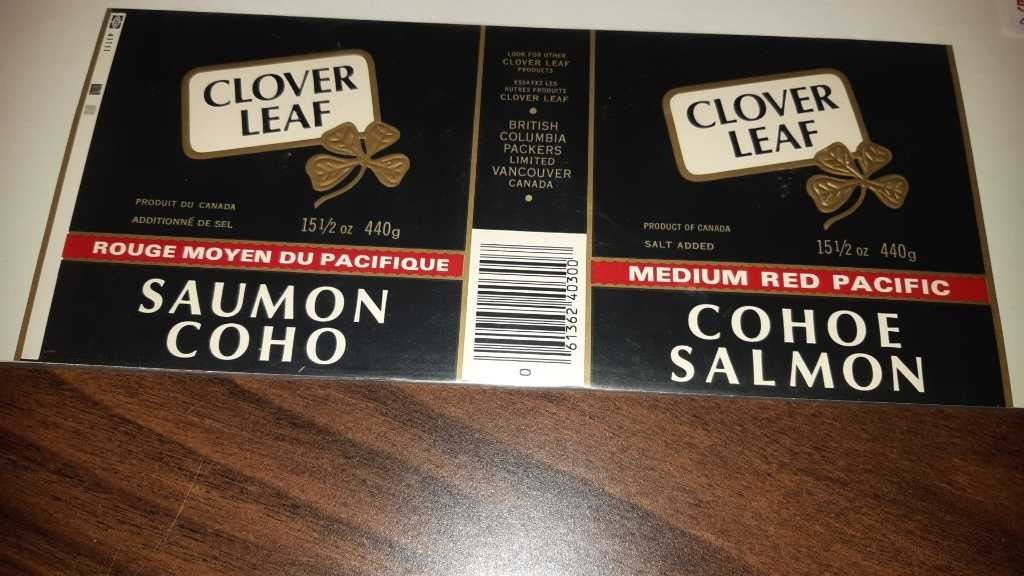 41111
CLOVER
LEAF
PRODUIT DU CANADA
ADDITIONNÉ DE SEL
15 1/2 oz 440g
ROUGE MOYEN DU PACIFIQUE
SAUMON
COHO
LOOK FOR OTHER
CLOVER LEAF
PRODUCTS
ESSAYEZ LES
AUTRES PRODUITS
CLOVER LEAF
BRITISH
COLUMBIA
PACKERS
LIMITED
VANCOUVER
CANADA
61362 40300
0
CLOVER
LEAF
PRODUCT OF CANADA
SALT ADDED
15 1/2 oz 440g
MEDIUM RED PACIFIC
COHOE
SALMON